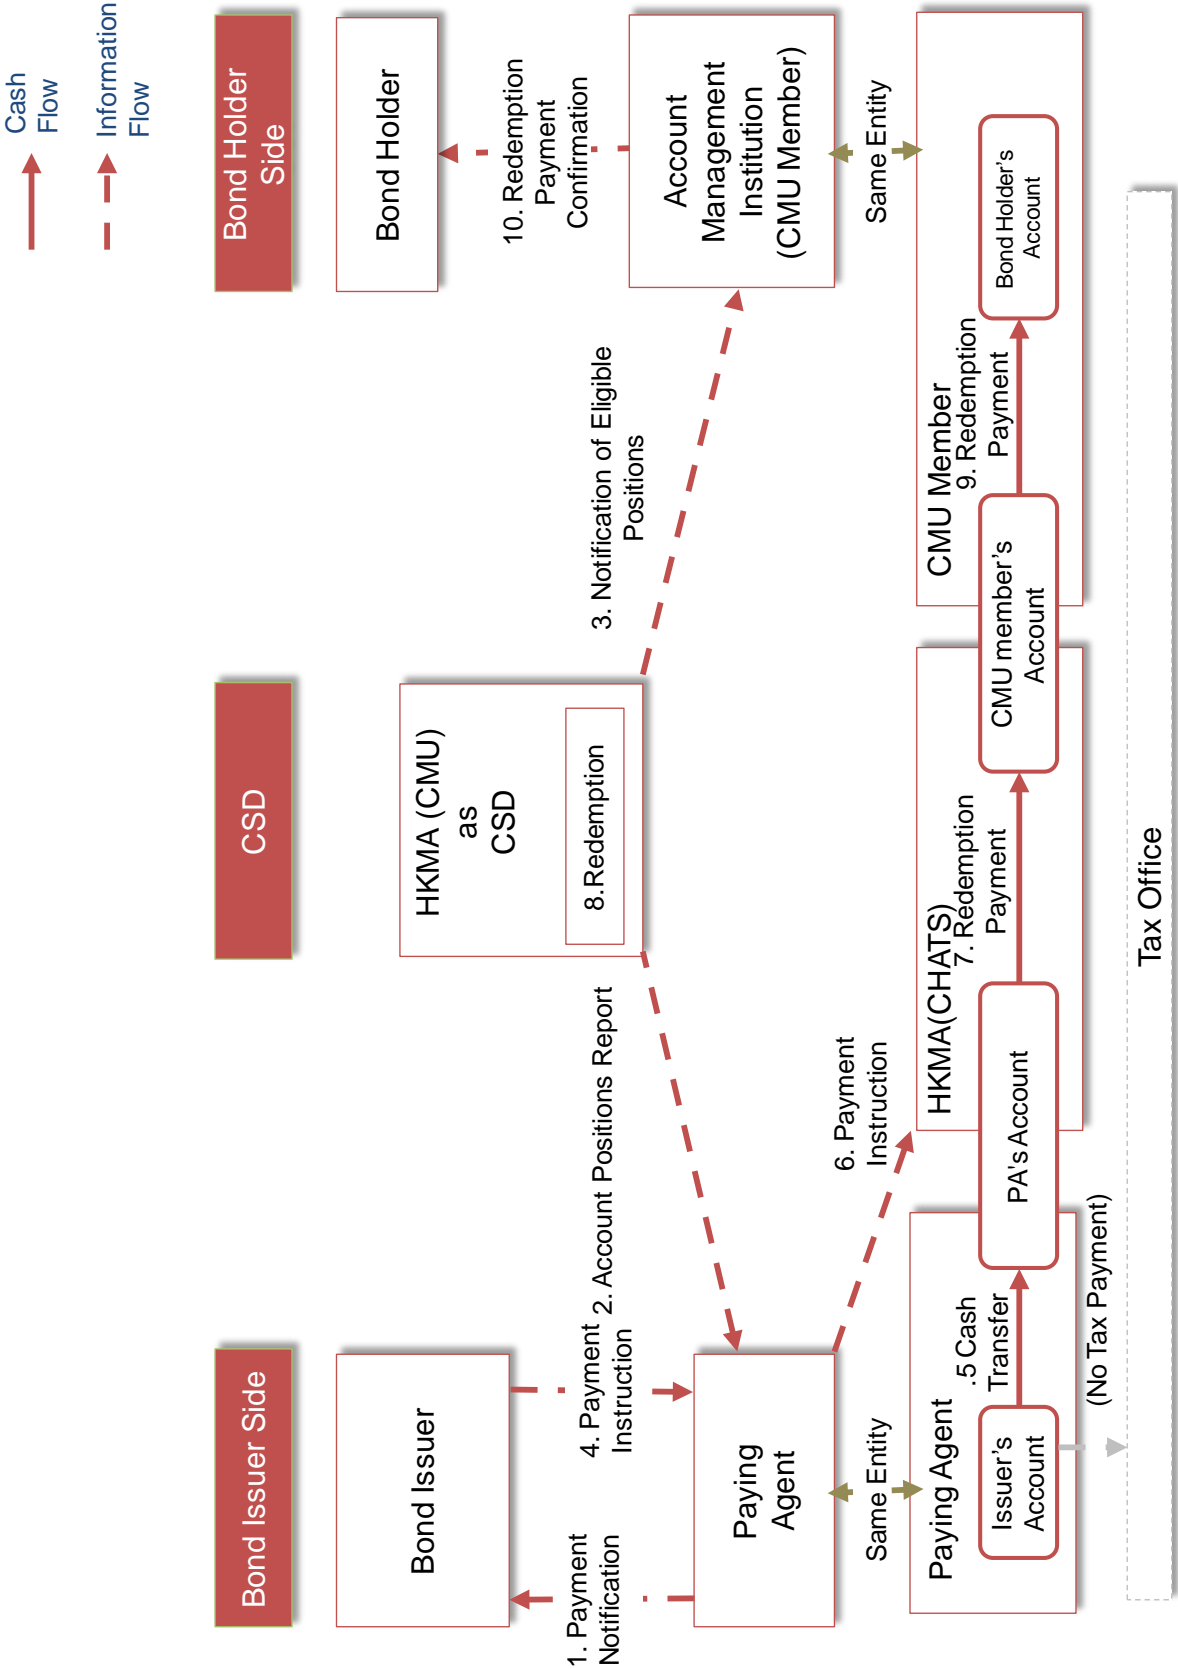 Cash
Flow
Information
Flow
Bond Issuer Side
CSD
Bond Holder
Side
Bond Issuer
HKMA (CMU)
as
CSD
8.Redemption
Bond Holder
1. Payment
Notification
4. Payment
Instruction
2. Account Positions Report
3. Notification of Eligible
Positions
10. Redemption
Payment
Confirmation
Paying
Agent
Account
Management
Institution
(CMU Member)
Same Entity
6. Payment
Instruction
Same Entity
Paying Agent
.5 Cash
Transfer
Issuer's
Account
HKMA(CHATS)
7. Redemption
Payment
PA's Account
CMU Member
9. Redemption
Payment
CMU member's
Account
Bond Holder's
Account
(No Tax Payment)
Tax Office